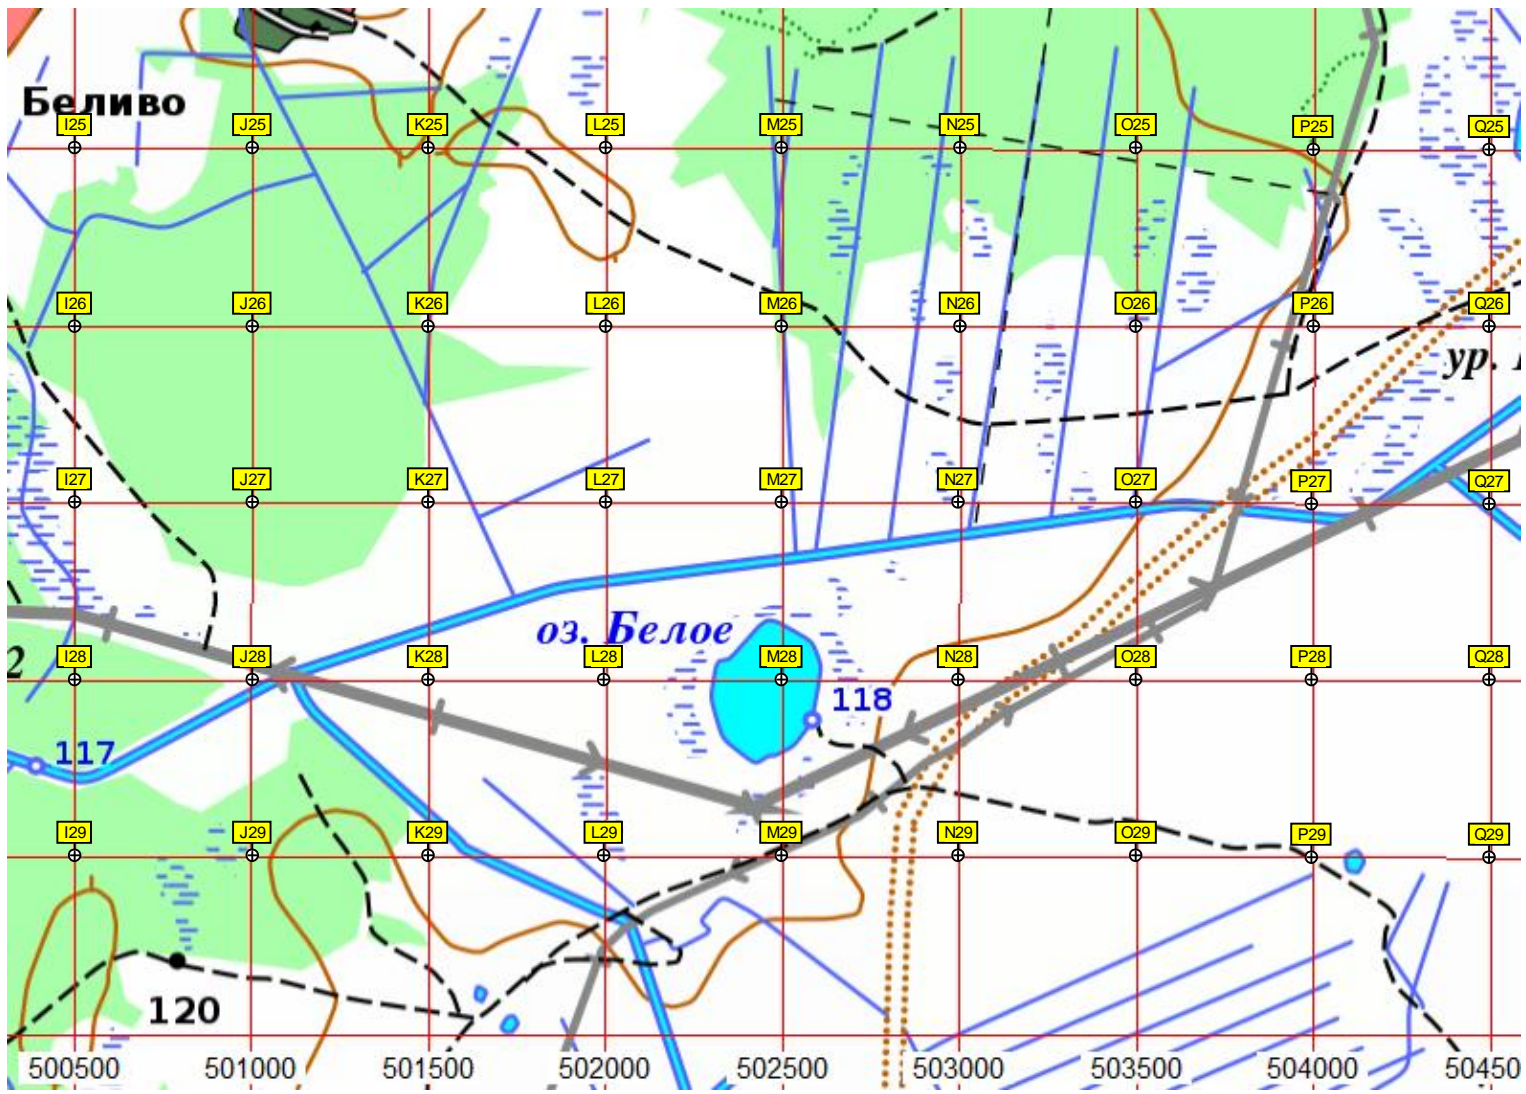 Беливо
I25 J25 K25 L25 M25 N25 O25 P25 Q25
I26 J26 K26 L26 M26 N26 O26 P26 Q26
ур.
I27 J27 K27 L27 M27 N27 O27 P27 Q27
оз. Белое
2 I28 J28 K28 L28 M28 N28 O28 P28 Q28
118
117
I29 J29 K29 L29 M29 N29 O29 P29 Q29
120
500500 501000 501500 502000 502500 503000 503500 504000 50450